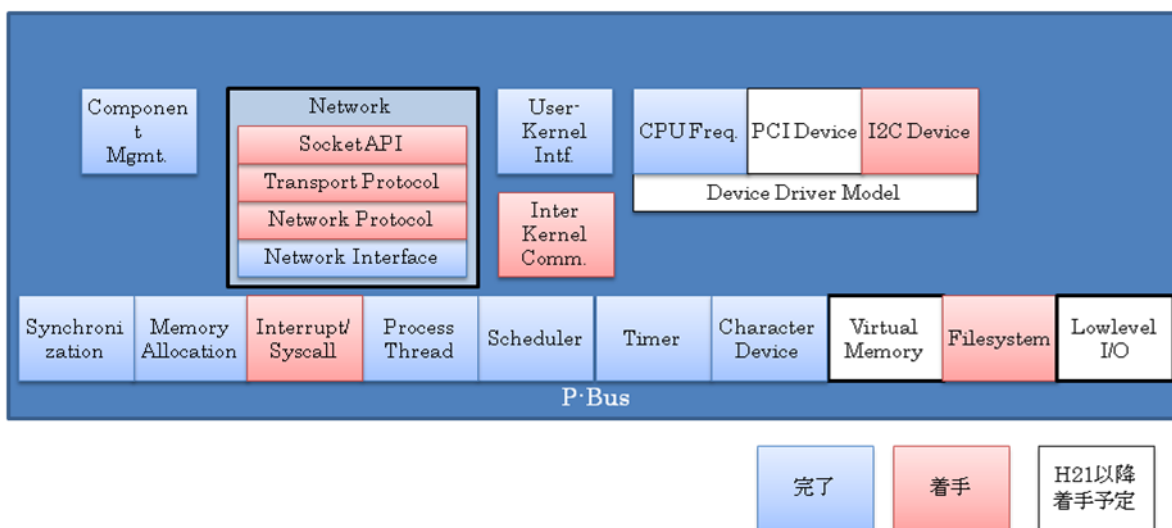 Componen
t
Mgmt.
Network
Socket API
Transport Protocol
Network Protocol
Network Interface
User-
Kernel
Intf.
Inter
Kernel
Comm.
CPU Freq.
PCI Device
I2C Device
Device Driver Model
Synchroni
zation
Memory
Allocation
Interrupt/
Syscall
Process
Thread
Scheduler
Timer
Character
Device
Virtual
Memory
Filesystem
Lowlevel
I/O
P-Bus
完了
着手
H21以降
着手予定